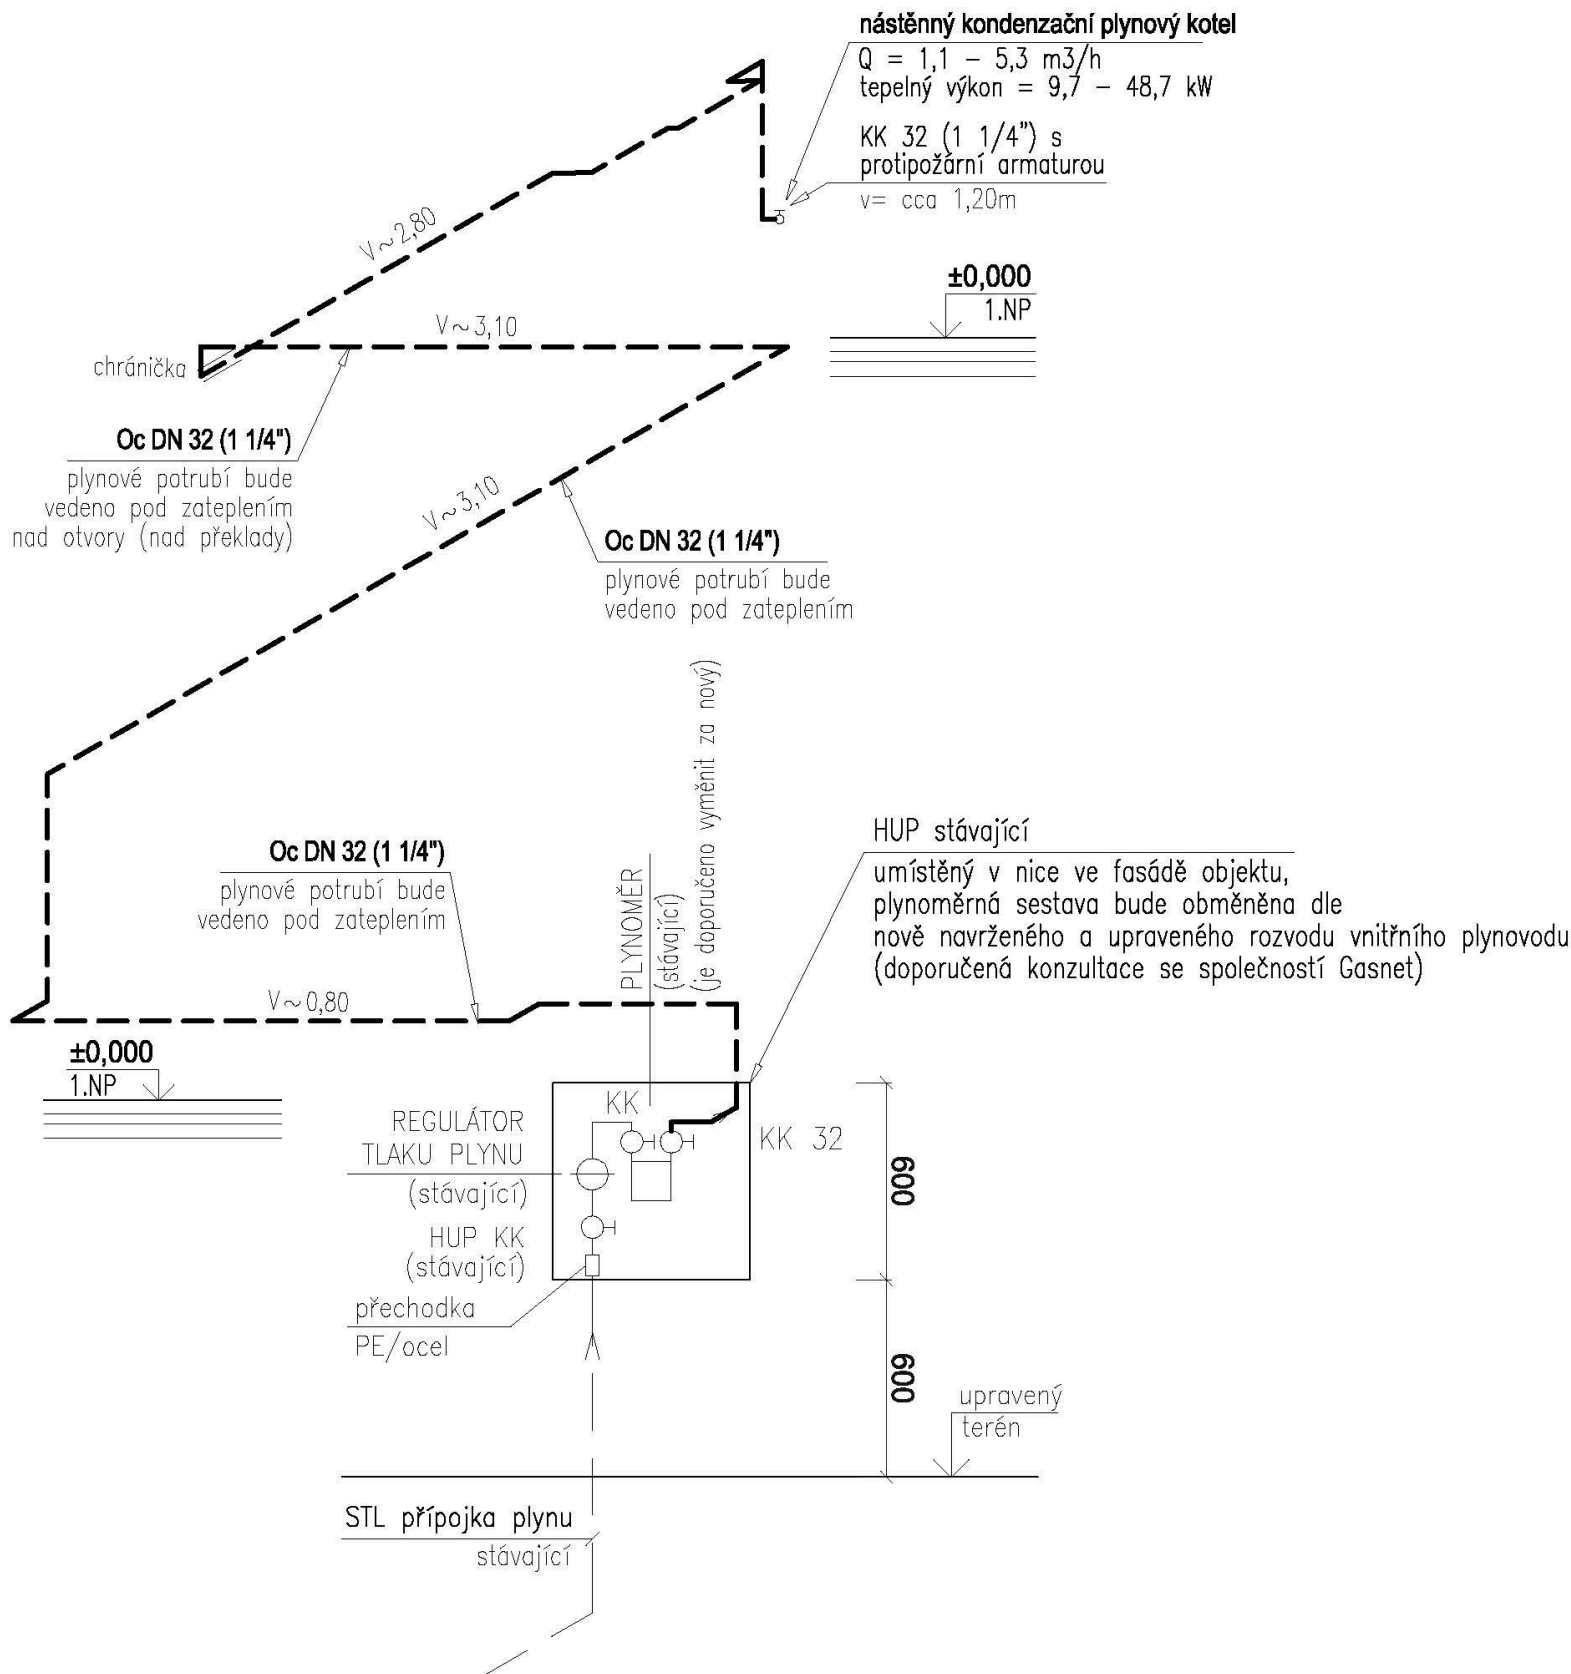 nástěnný kondenzační plynový kotel
Q = 1,1 – 5,3 m3/h
tepelný výkon = 9,7 – 48,7 kW
KK 32 (1 1/4") s
protipožární armaturou
v= cca 1,20m
V~2,80
±0,000
1.NP
V~3,10
chránička
Oc DN 32 (1 1/4")
plynové potrubí bude
vedeno pod zateplením
nad otvory (nad překlady)
V~3,10
Oc DN 32 (1 1/4")
plynové potrubí bude
vedeno pod zateplením
PLYNOMĚR
(stávající)
(je doporučeno vyměnit za nový)
HUP stávající
umístěný v nice ve fasádě objektu,
plynoměrná sestava bude obměněna dle
nově navrženého a upraveného rozvodu vnitřního plynovodu
(doporučená konzultace se společností Gasnet)
Oc DN 32 (1 1/4")
plynové potrubí bude
vedeno pod zateplením
V~0,80
±0,000
1.NP
KK
KK 32
REGULÁTOR
TLAKU PLYNU
(stávající)
HUP KK
(stávající)
přechodka
PE/ocel
600
600
upravený
terén
STL přípojka plynu
stávající